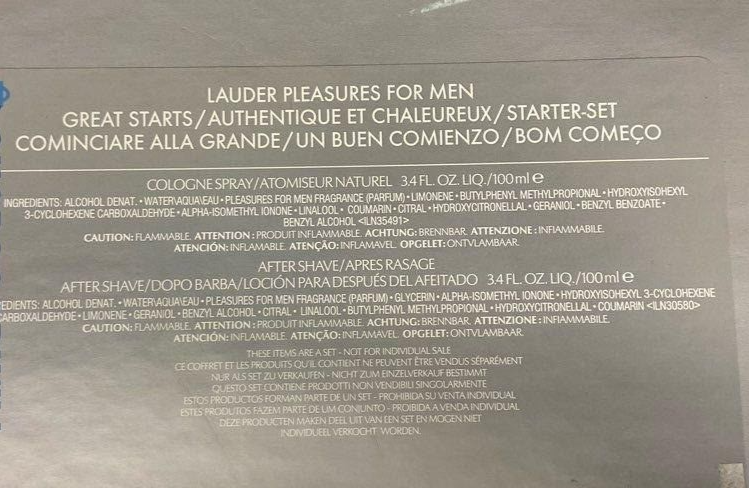 LAUDER PLEASURES FOR MEN
GREAT STARTS/AUTHENTIQUE ET CHALEUREUX/STARTER-SET
COMINCIARE ALLA GRANDE/UN BUEN COMIENZO/BOM COMEÇO
COLOGNE SPRAY/ATOMISEUR NATUREL 3.4 FL. OZ. LIQ./100 ml e
INGREDIENTS: ALCOHOL DENAT. • WATER\AQUA\EAU • PLEASURES FOR MEN FRAGRANCE (PARFUM) • LIMONENE • BUTYLPHENYL METHYLPROPIONAL • HYDROXYISOHEXYL
3-CYCLOHEXENE CARBOXALDEHYDE • ALPHA-ISOMETHYL IONONE • LINALOOL • COUMARIN • CITRAL • HYDROXYCITRONELLAL • GERANIOL • BENZYL BENZOATE •
BENZYL ALCOHOL <ILN35491>
CAUTION: FLAMMABLE. ATTENTION : PRODUIT INFLAMMABLE. ACHTUNG: BRENNBAR. ATTENZIONE : INFIAMMABILE.
ATENCIÓN: INFLAMABLE. ATENÇÃO: INFLAMAVEL. OPGELET: ONTVLAMBAAR.
AFTER SHAVE/APRES RASAGE
AFTER SHAVE/DOPO BARBA/LOCIÓN PARA DESPUÉS DEL AFEITADO 3.4 FL. OZ. LIQ./100 ml e
EDIENTS: ALCOHOL DENAT. • WATER\AQUA\EAU • PLEASURES FOR MEN FRAGRANCE (PARFUM) • GLYCERIN • ALPHA-ISOMETHYL IONONE • HYDROXYISOHEXYL 3-CYCLOHEXENE
CARBOXALDEHYDE • LIMONENE • GERANIOL • BENZYL ALCOHOL • CITRAL • LINALOOL • BUTYLPHENYL METHYLPROPIONAL • HYDROXYCITRONELLAL • COUMARIN <ILN30580>
CAUTION: FLAMMABLE. ATTENTION : PRODUIT INFLAMMABLE. ACHTUNG: BRENNBAR. ATTENZIONE : INFIAMMABILE.
ATENCIÓN: INFLAMABLE. ATENÇÃO: INFLAMAVEL. OPGELET: ONTVLAMBAAR.
THESE ITEMS ARE A SET - NOT FOR INDIVIDUAL SALE
CE COFFRET ET LES PRODUITS QU'IL CONTIENT NE PEUVENT ÊTRE VENDUS SÉPARÉMENT
NUR ALS SET ZU VERKAUFEN - NICHT ZUM EINZELVERKAUF BESTIMMT
QUESTO SET CONTIENE PRODOTTI NON VENDIBILI SINGOLARMENTE
ESTOS PRODUCTOS FORMAN PARTE DE UN SET - PROHIBIDA SU VENTA INDIVIDUAL
ESTES PRODUTOS FAZEM PARTE DE UM CONJUNTO - PROIBIDA A VENDA INDIVIDUAL
DEZE PRODUCTEN MAKEN DEEL UIT VAN EEN SET EN MOGEN NIET
INDIVIDUEEL VERKOCHT WORDEN.